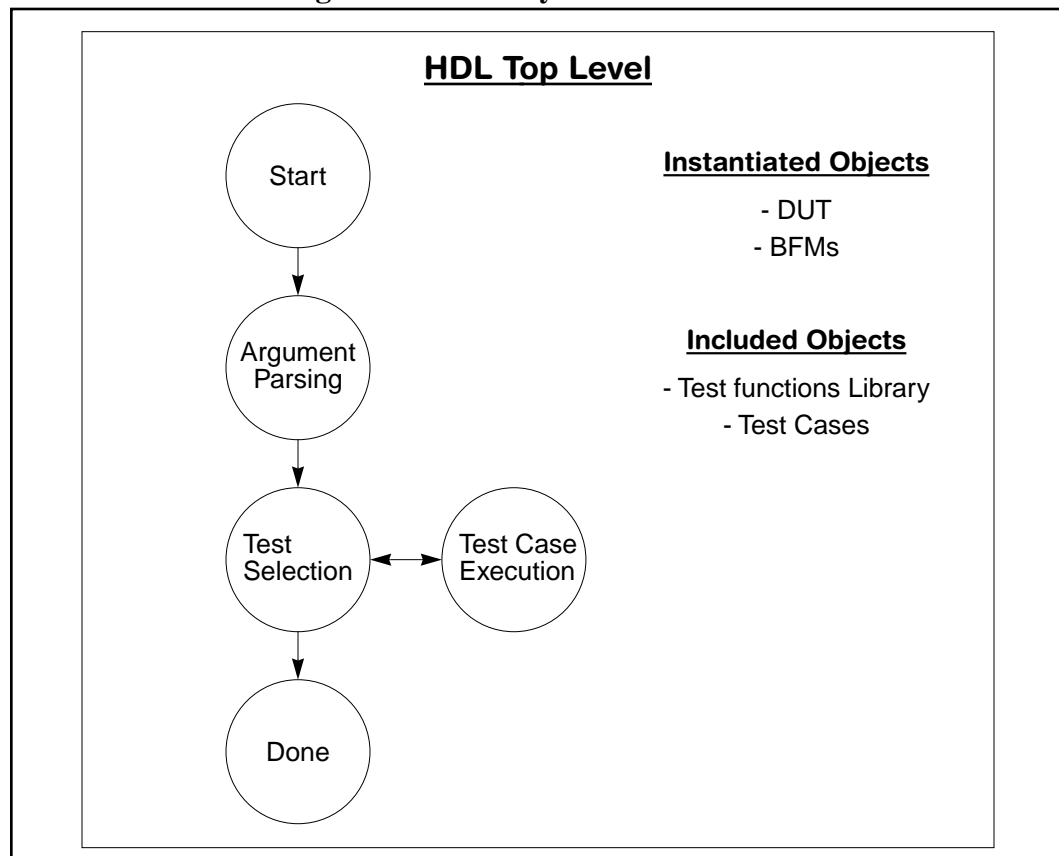 HDL Top Level
Start
Argument
Parsing
Test
Selection
Test Case
Execution
Done
Instantiated Objects
- DUT
- BFMs
Included Objects
- Test functions Library
- Test Cases